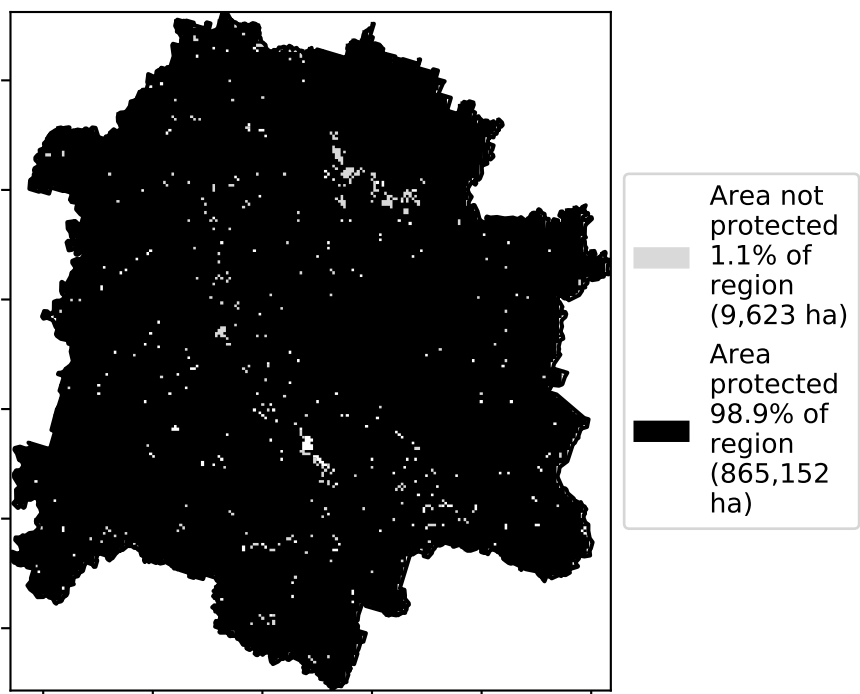 Area not
protected
1.1% of
region
(9,623 ha)
Area
protected
98.9% of
region
(865,152
ha)